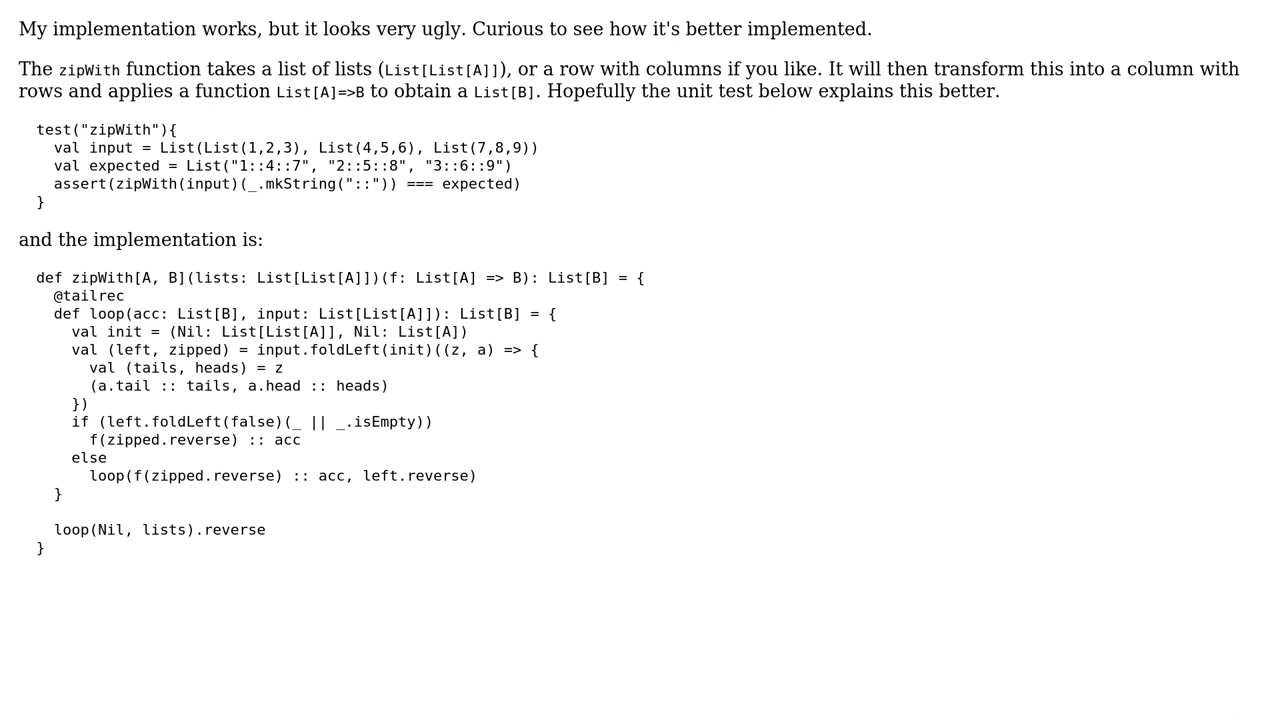 My implementation works, but it looks very ugly. Curious to see how it's better implemented.
The zipWith function takes a list of lists (List[List[A]]), or a row with columns if you like. It will then transform this into a column with
rows and applies a function List[A]=>B to obtain a List[B]. Hopefully the unit test below explains this better.
test("zipWith"){
  val input = List(List(1,2,3), List(4,5,6), List(7,8,9))
  val expected = List("1::4::7", "2::5::8", "3::6::9")
  assert(zipWith(input)(_.mkString("::")) === expected)
}
and the implementation is:
def zipWith[A, B](lists: List[List[A]])(f: List[A] => B): List[B] = {
  @tailrec
  def loop(acc: List[B], input: List[List[A]]): List[B] = {
    val init = (Nil: List[List[A]], Nil: List[A])
    val (left, zipped) = input.foldLeft(init)((z, a) => {
      val (tails, heads) = z
      (a.tail :: tails, a.head :: heads)
    })
    if (left.foldLeft(false)(_ || _.isEmpty))
      f(zipped.reverse) :: acc
    else
      loop(f(zipped.reverse) :: acc, left.reverse)
  }
  loop(Nil, lists).reverse
}